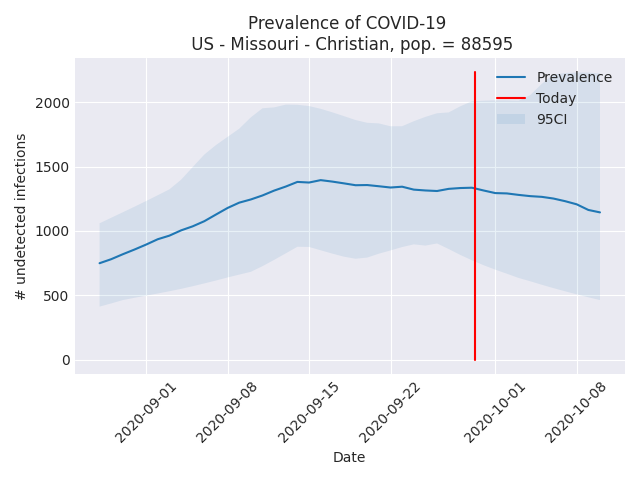 Prevalence of COVID-19
US - Missouri - Christian, pop. = 88595
Prevalence
Today
95CI
2000
1500
1000
500
0
# undetected infections
2020-09-01
2020-09-08
2020-09-15
2020-09-22
2020-10-01
2020-10-08
Date